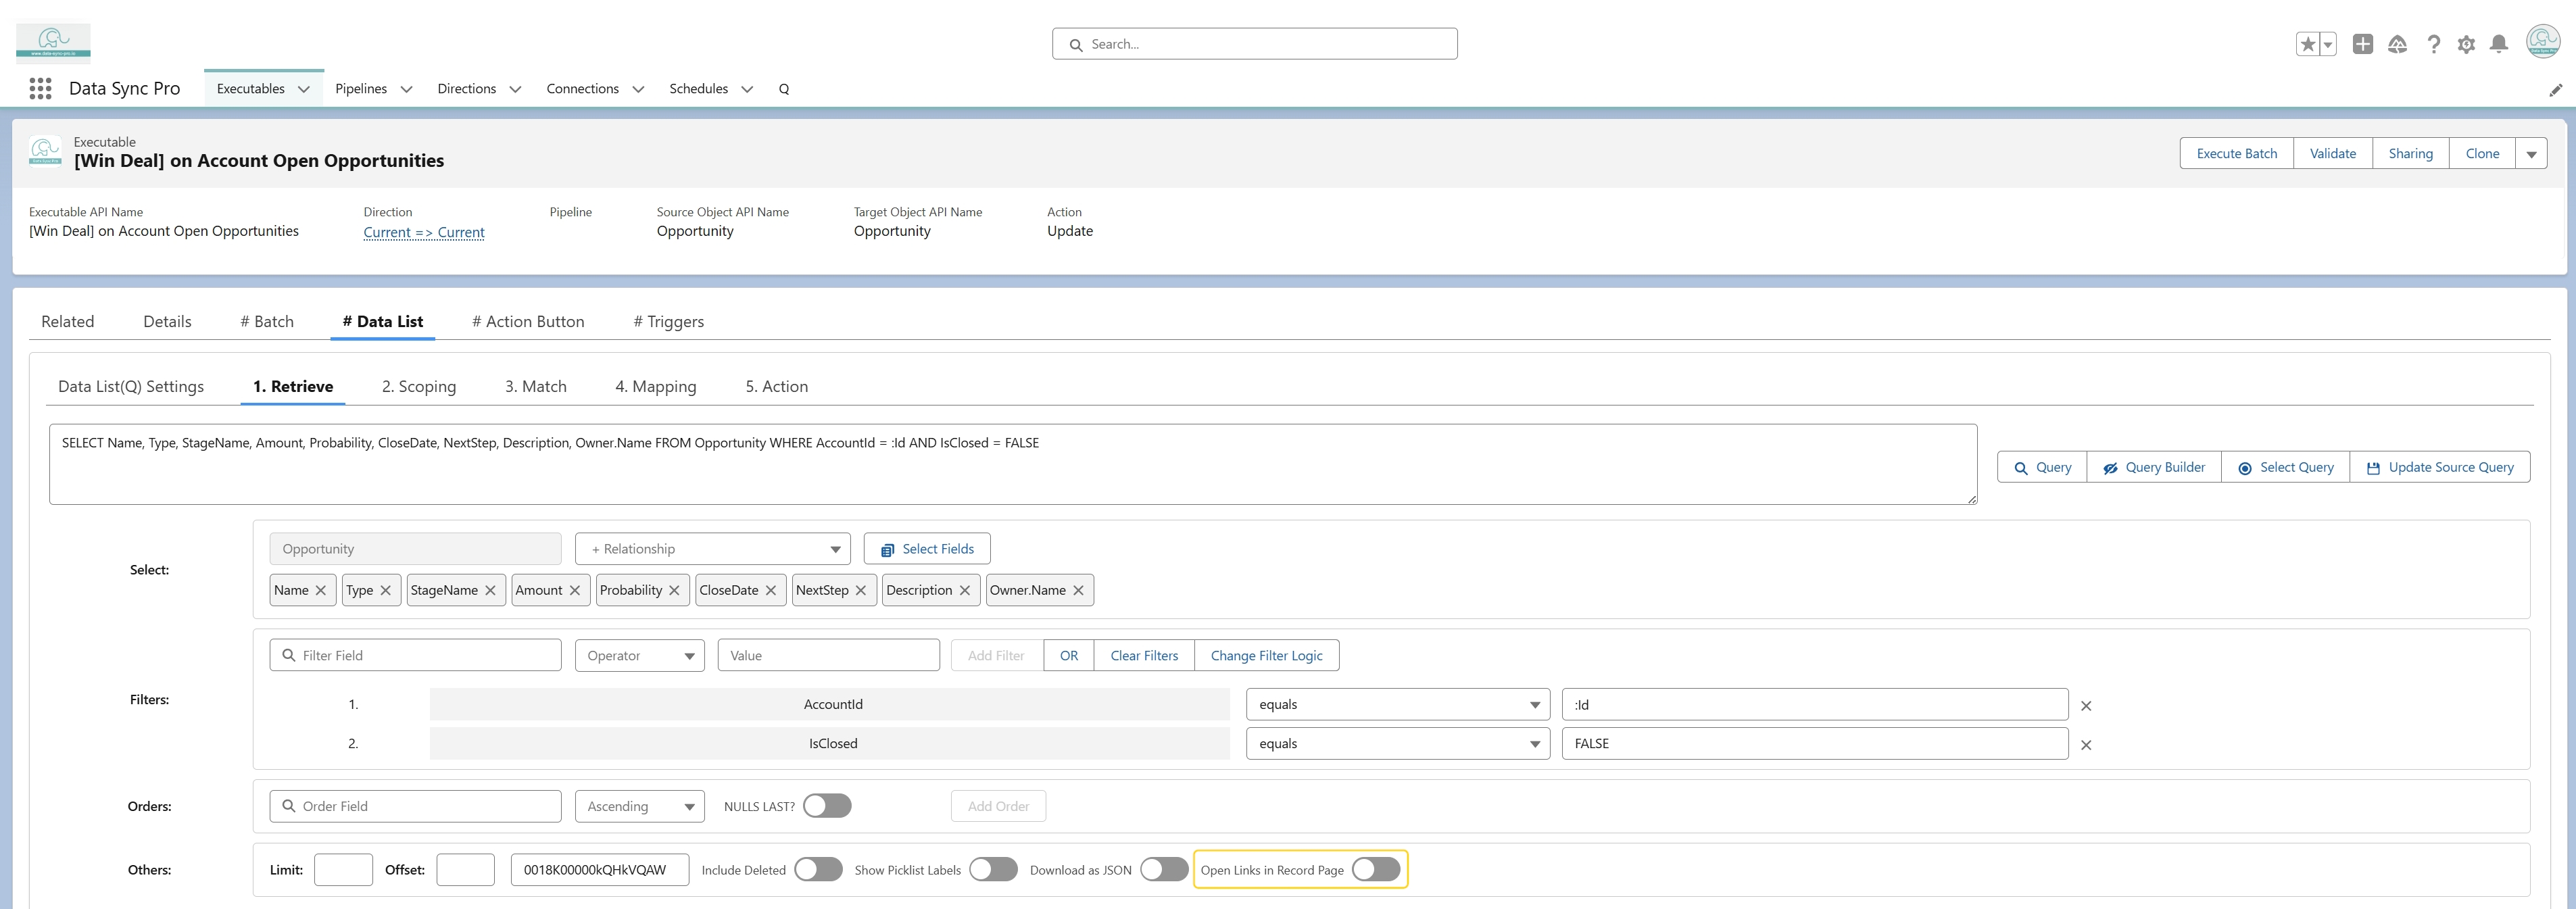 www.data-sync-pro.io
Search...
Data Sync Pro
Executables
Pipelines
Directions
Connections
Schedules
Q
Executable
[Win Deal] on Account Open Opportunities
Execute Batch
Validate
Sharing
Clone
Executable API Name
Direction
Pipeline
Source Object API Name
Target Object API Name
Action
[Win Deal] on Account Open Opportunities
Current => Current
Opportunity
Opportunity
Update
Related
Details
# Batch
# Data List
# Action Button
# Triggers
Data List(Q) Settings
1. Retrieve
2. Scoping
3. Match
4. Mapping
5. Action
SELECT Name, Type, StageName, Amount, Probability, CloseDate, NextStep, Description, Owner.Name FROM Opportunity WHERE AccountId = :Id AND IsClosed = FALSE
Query
Query Builder
Select Query
Update Source Query
Select:
Opportunity
+ Relationship
Select Fields
Name
Type
StageName
Amount
Probability
CloseDate
NextStep
Description
Owner.Name
Filters:
Filter Field
Operator
Value
Add Filter
OR
Clear Filters
Change Filter Logic
1.
AccountId
equals
:Id
2.
IsClosed
equals
FALSE
Orders:
Order Field
Ascending
NULLS LAST?
Add Order
Others:
Limit:
Offset:
0018K00000kQHkVQAW
Include Deleted
Show Picklist Labels
Download as JSON
Open Links in Record Page